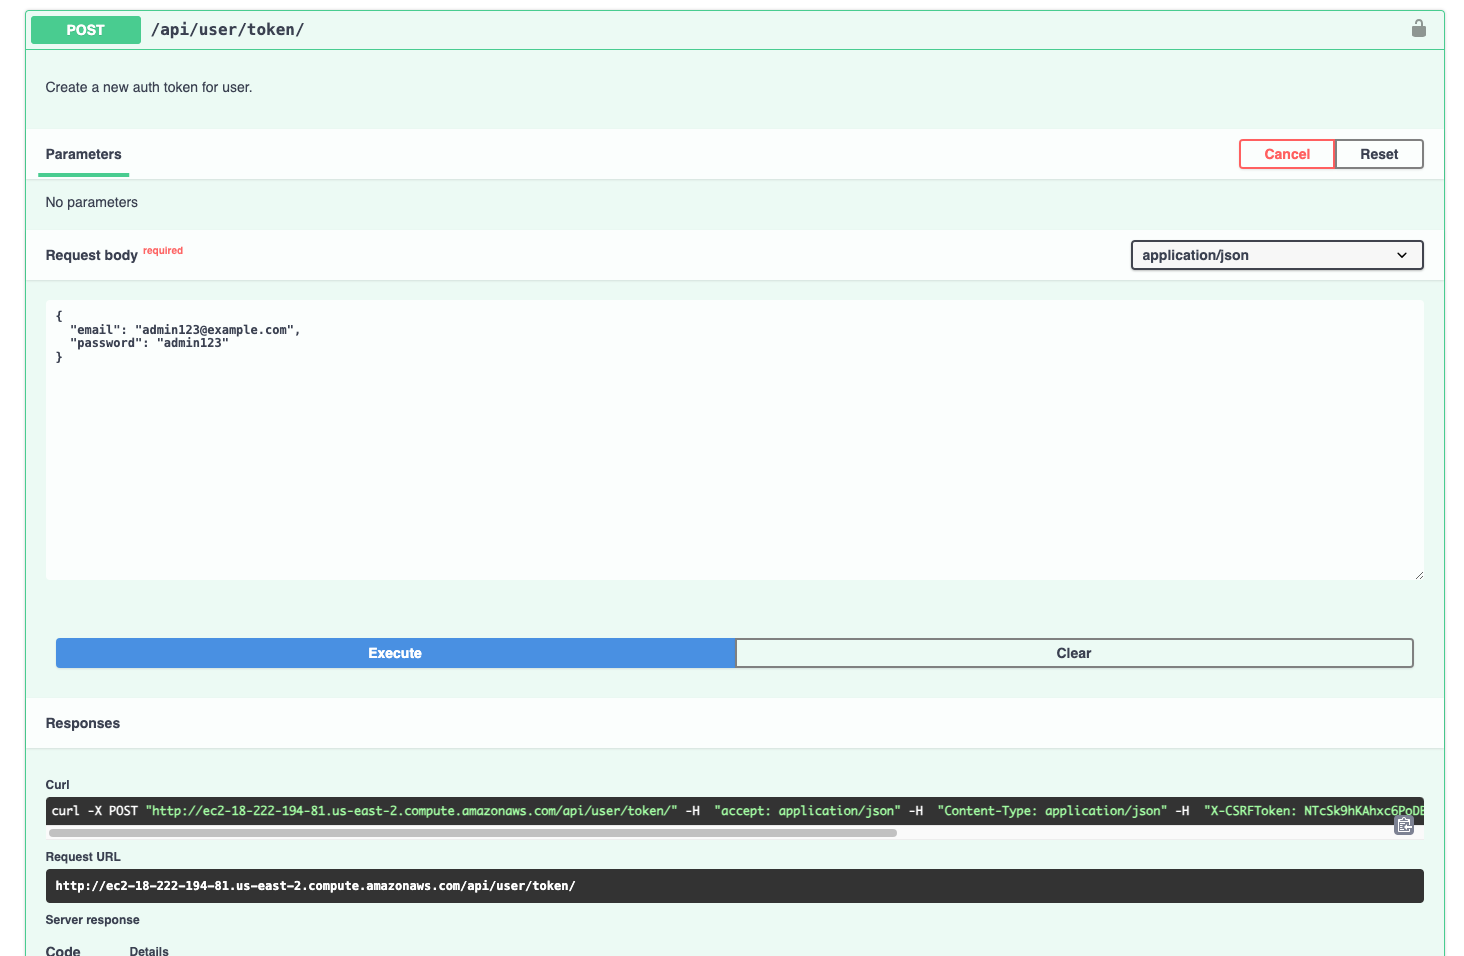 POST /api/user/token/
Create a new auth token for user.
Parameters
Cancel Reset
No parameters
Request body required
application/json
{
"email": "admin123@example.com",
"password": "admin123"
}
Execute Clear
Responses
Curl
curl -X POST "http://ec2-18-222-194-81.us-east-2.compute.amazonaws.com/api/user/token/" -H "accept: application/json" -H "Content-Type: application/json" -H "X-CSRFToken: NTcSk9hKAhxc6PoDE
Request URL
http://ec2-18-222-194-81.us-east-2.compute.amazonaws.com/api/user/token/
Server response
Code Details